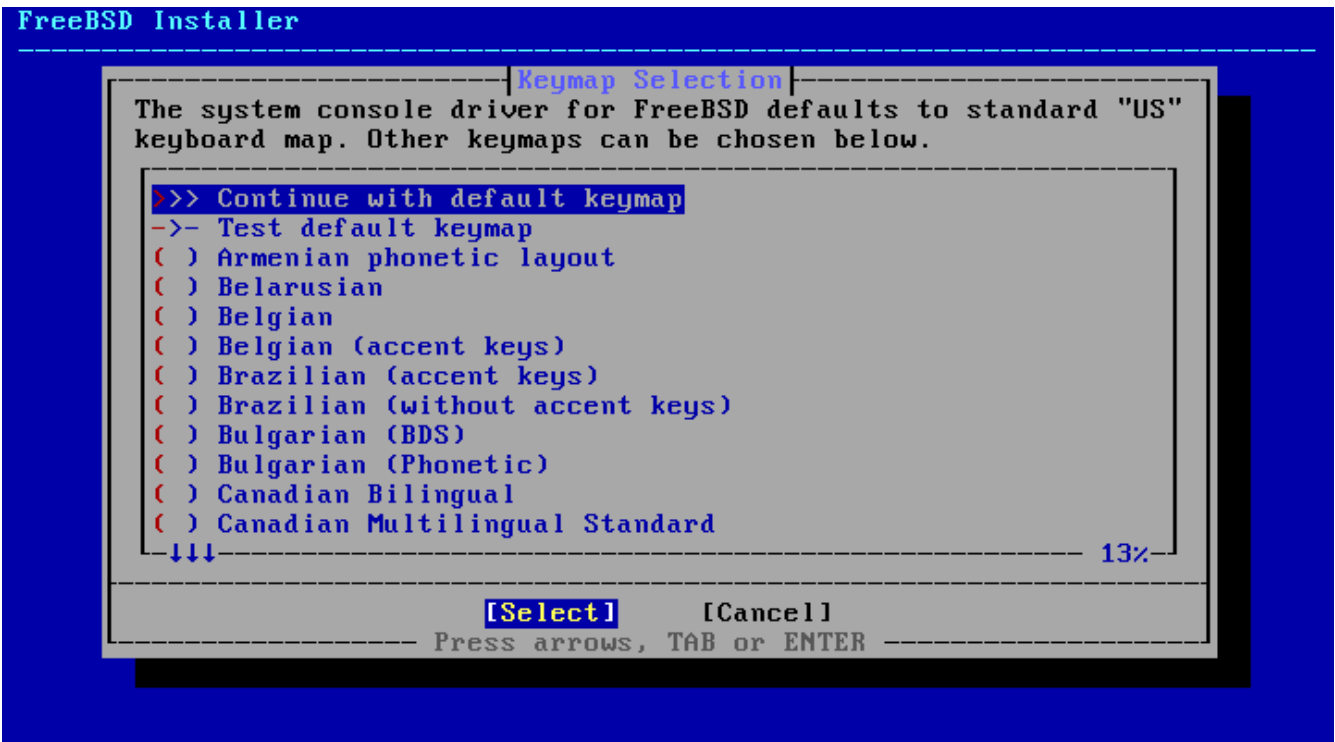 FreeBSD Installer
Keymap Selection
The system console driver for FreeBSD defaults to standard "US"
keyboard map. Other keymaps can be chosen below.
>>> Continue with default keymap
->- Test default keymap
( ) Armenian phonetic layout
( ) Belarusian
( ) Belgian
( ) Belgian (accent keys)
( ) Brazilian (accent keys)
( ) Brazilian (without accent keys)
( ) Bulgarian (BDS)
( ) Bulgarian (Phonetic)
( ) Canadian Bilingual
( ) Canadian Multilingual Standard
↓↓↓ 13%
[Select] [Cancel]
Press arrows, TAB or ENTER